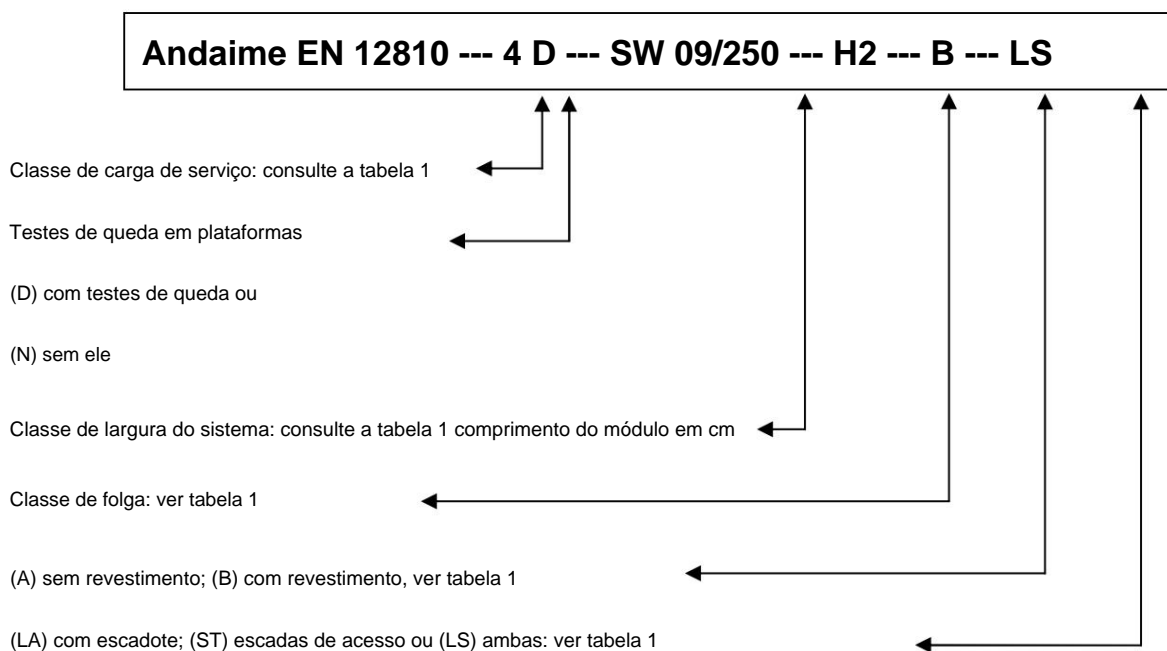 Andaime EN 12810 --- 4 D --- SW 09/250 --- H2 --- B --- LS
Classe de carga de serviço: consulte a tabela 1
Testes de queda em plataformas
(D) com testes de queda ou
(N) sem ele
Classe de largura do sistema: consulte a tabela 1 comprimento do módulo em cm
Classe de folga: ver tabela 1
(A) sem revestimento; (B) com revestimento, ver tabela 1
(LA) com escadote; (ST) escadas de acesso ou (LS) ambas: ver tabela 1